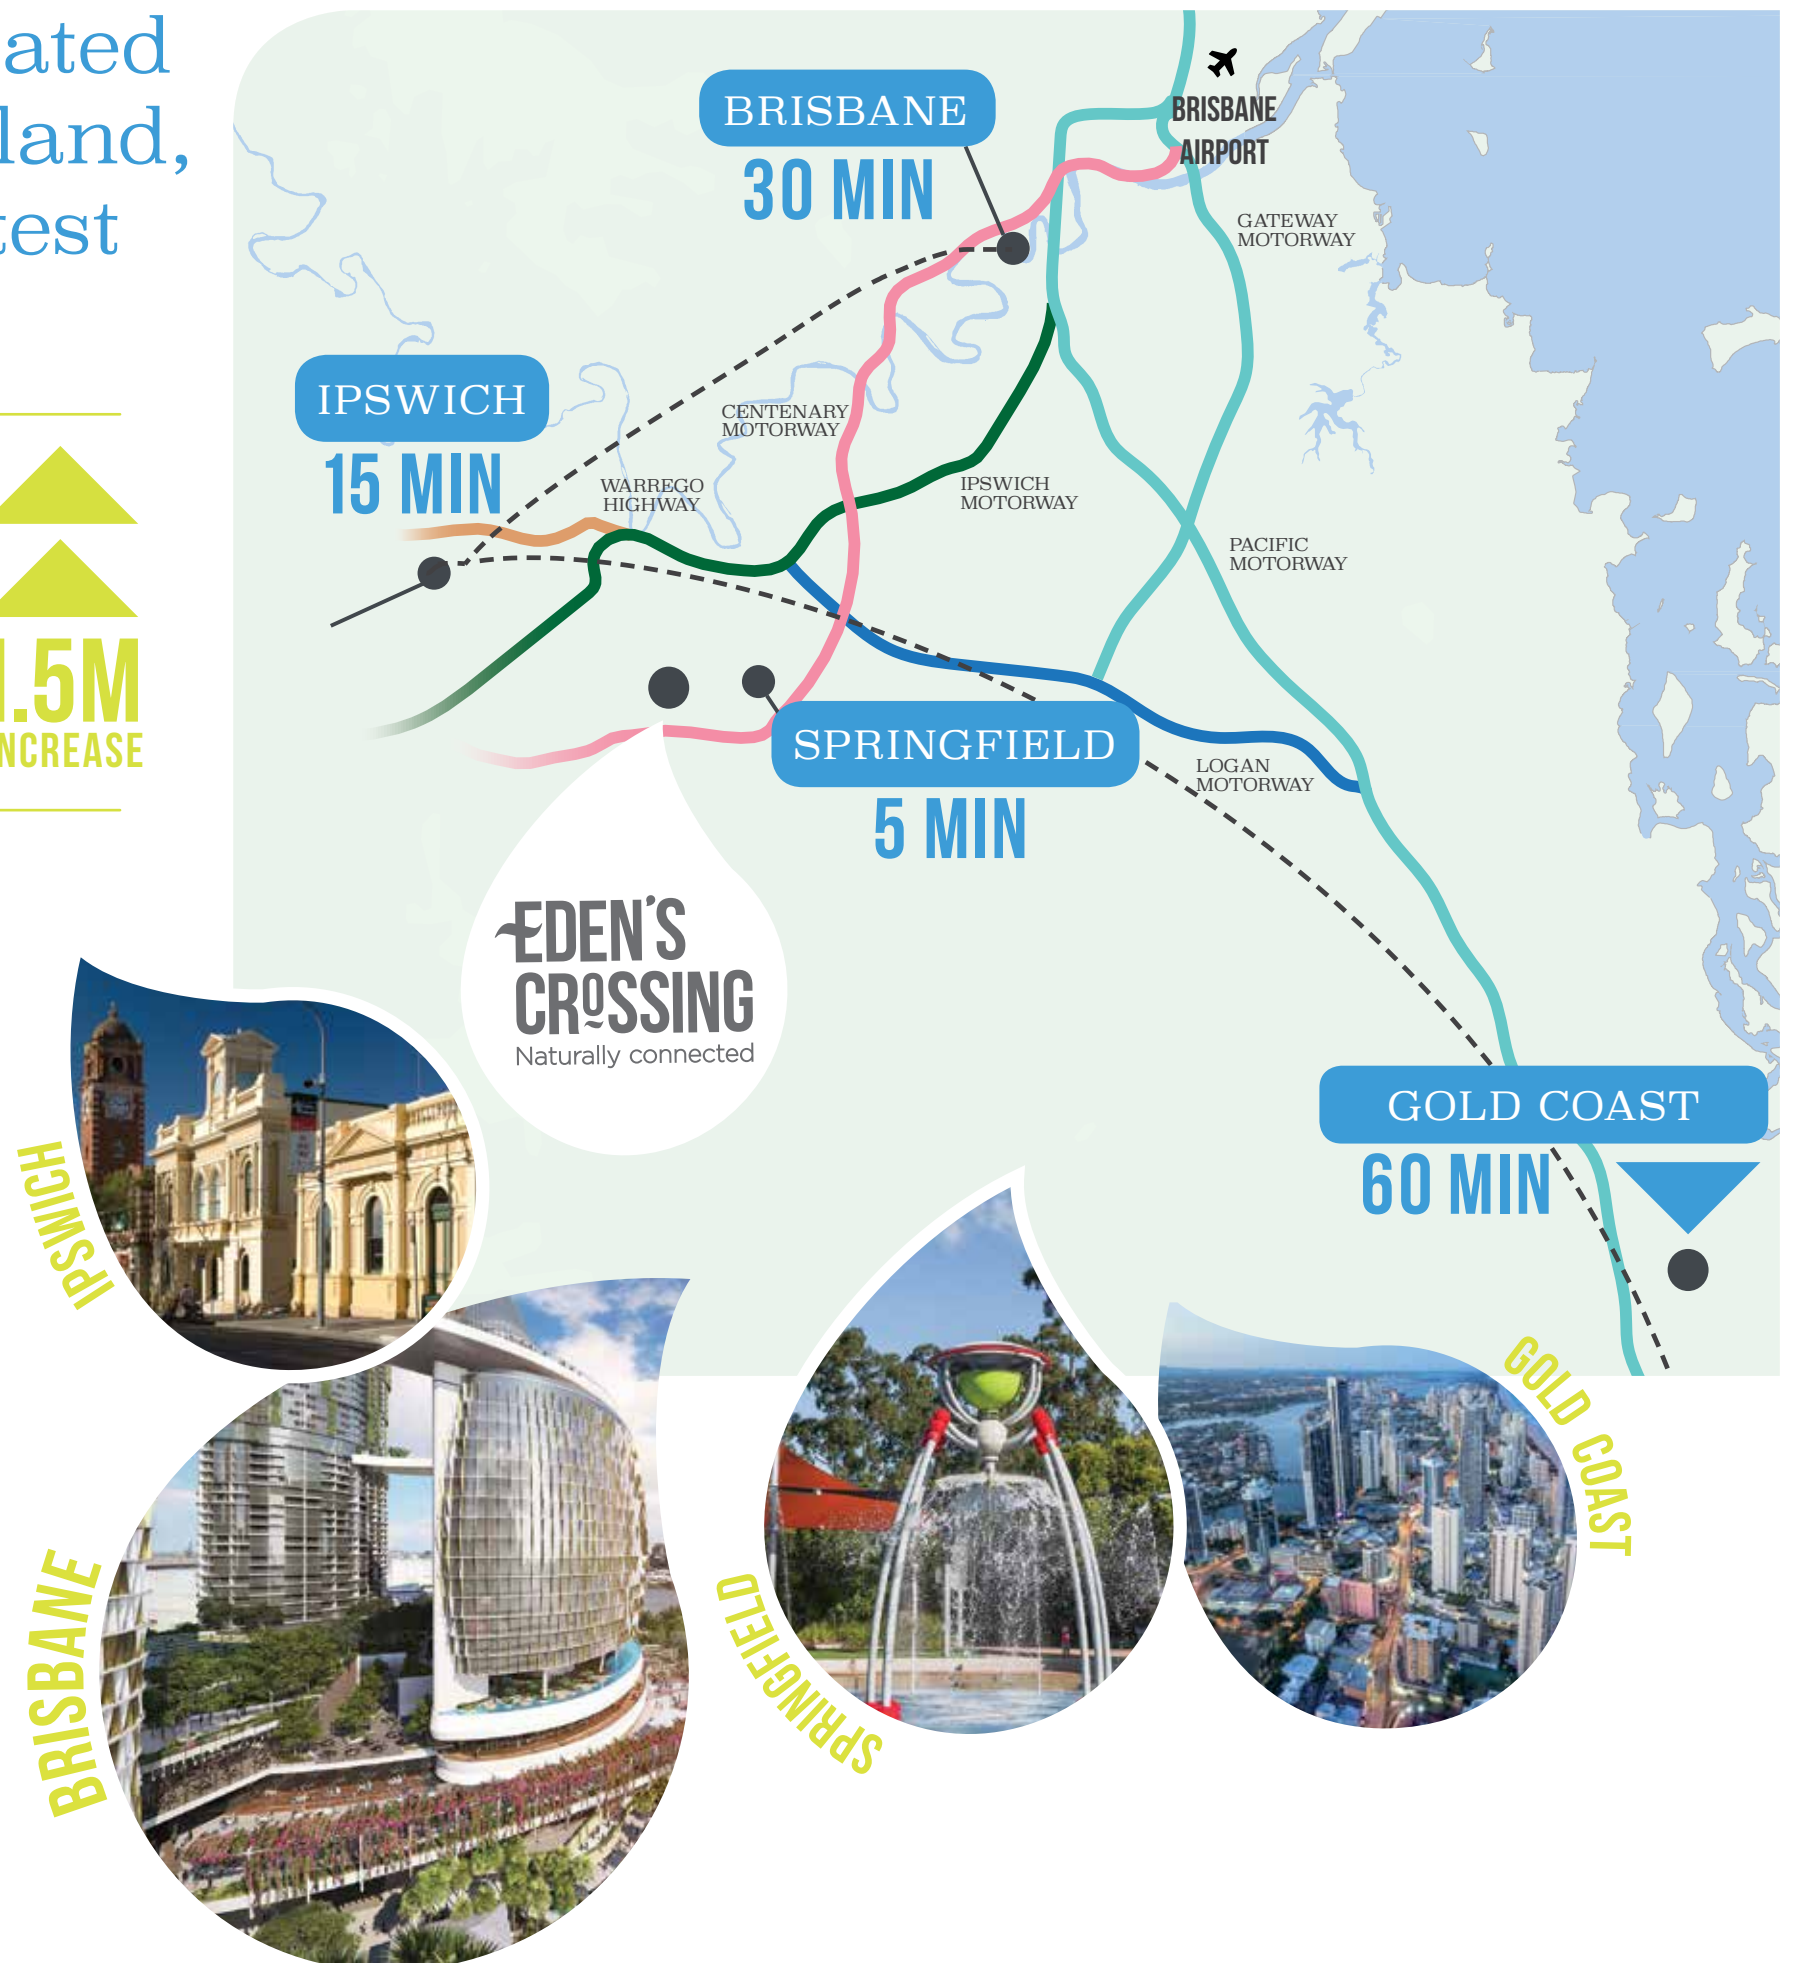 ated
land,
test
1.5M
NCREASE
BRISBANE
30 MIN
BRISBANE
AIRPORT
GATEWAY
MOTORWAY
IPSWICH
15 MIN
CENTENARY
MOTORWAY
WARREGO
HIGHWAY
IPSWICH
MOTORWAY
PACIFIC
MOTORWAY
SPRINGFIELD
5 MIN
LOGAN
MOTORWAY
EDEN'S
CROSSING
Naturally connected
GOLD COAST
60 MIN
IPSWICH
BRISBANE
SPRINGFIELD
GOLD COAST